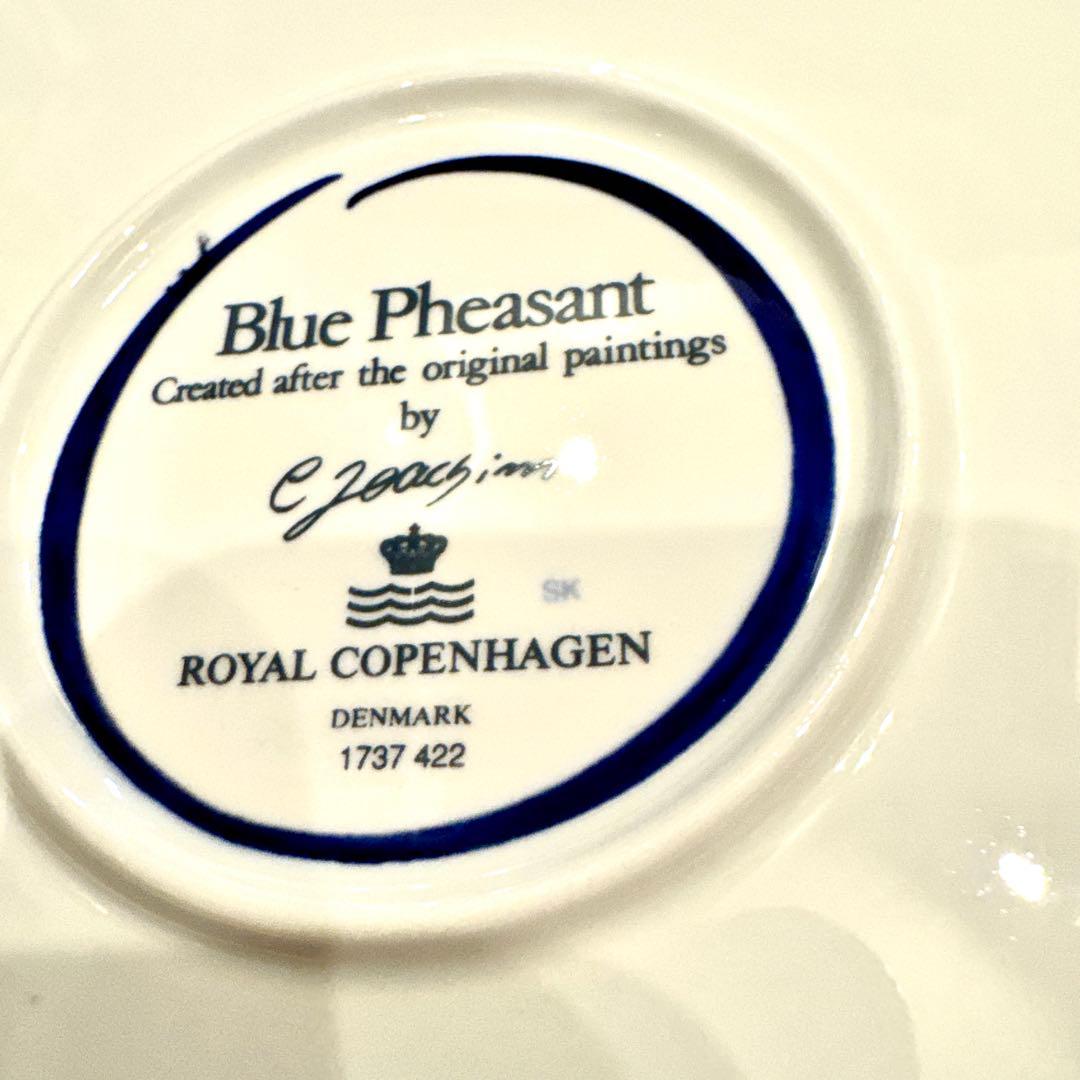 Blue Pheasant
Created after the original paintings
by
C Joachim
SK
ROYAL COPENHAGEN
DENMARK
1737 422